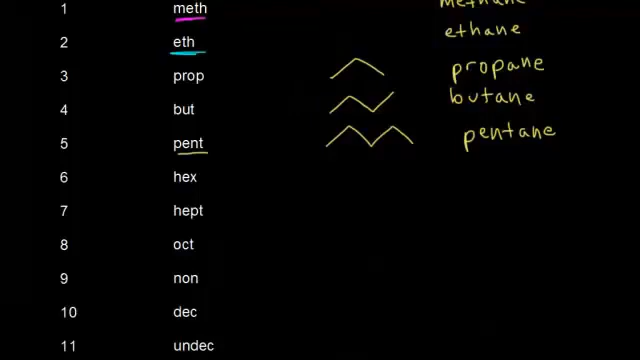 1 meth methane
2 eth ethane
3 prop propane
4 but butane
5 pent pentane
6 hex
7 hept
8 oct
9 non
10 dec
11 undec